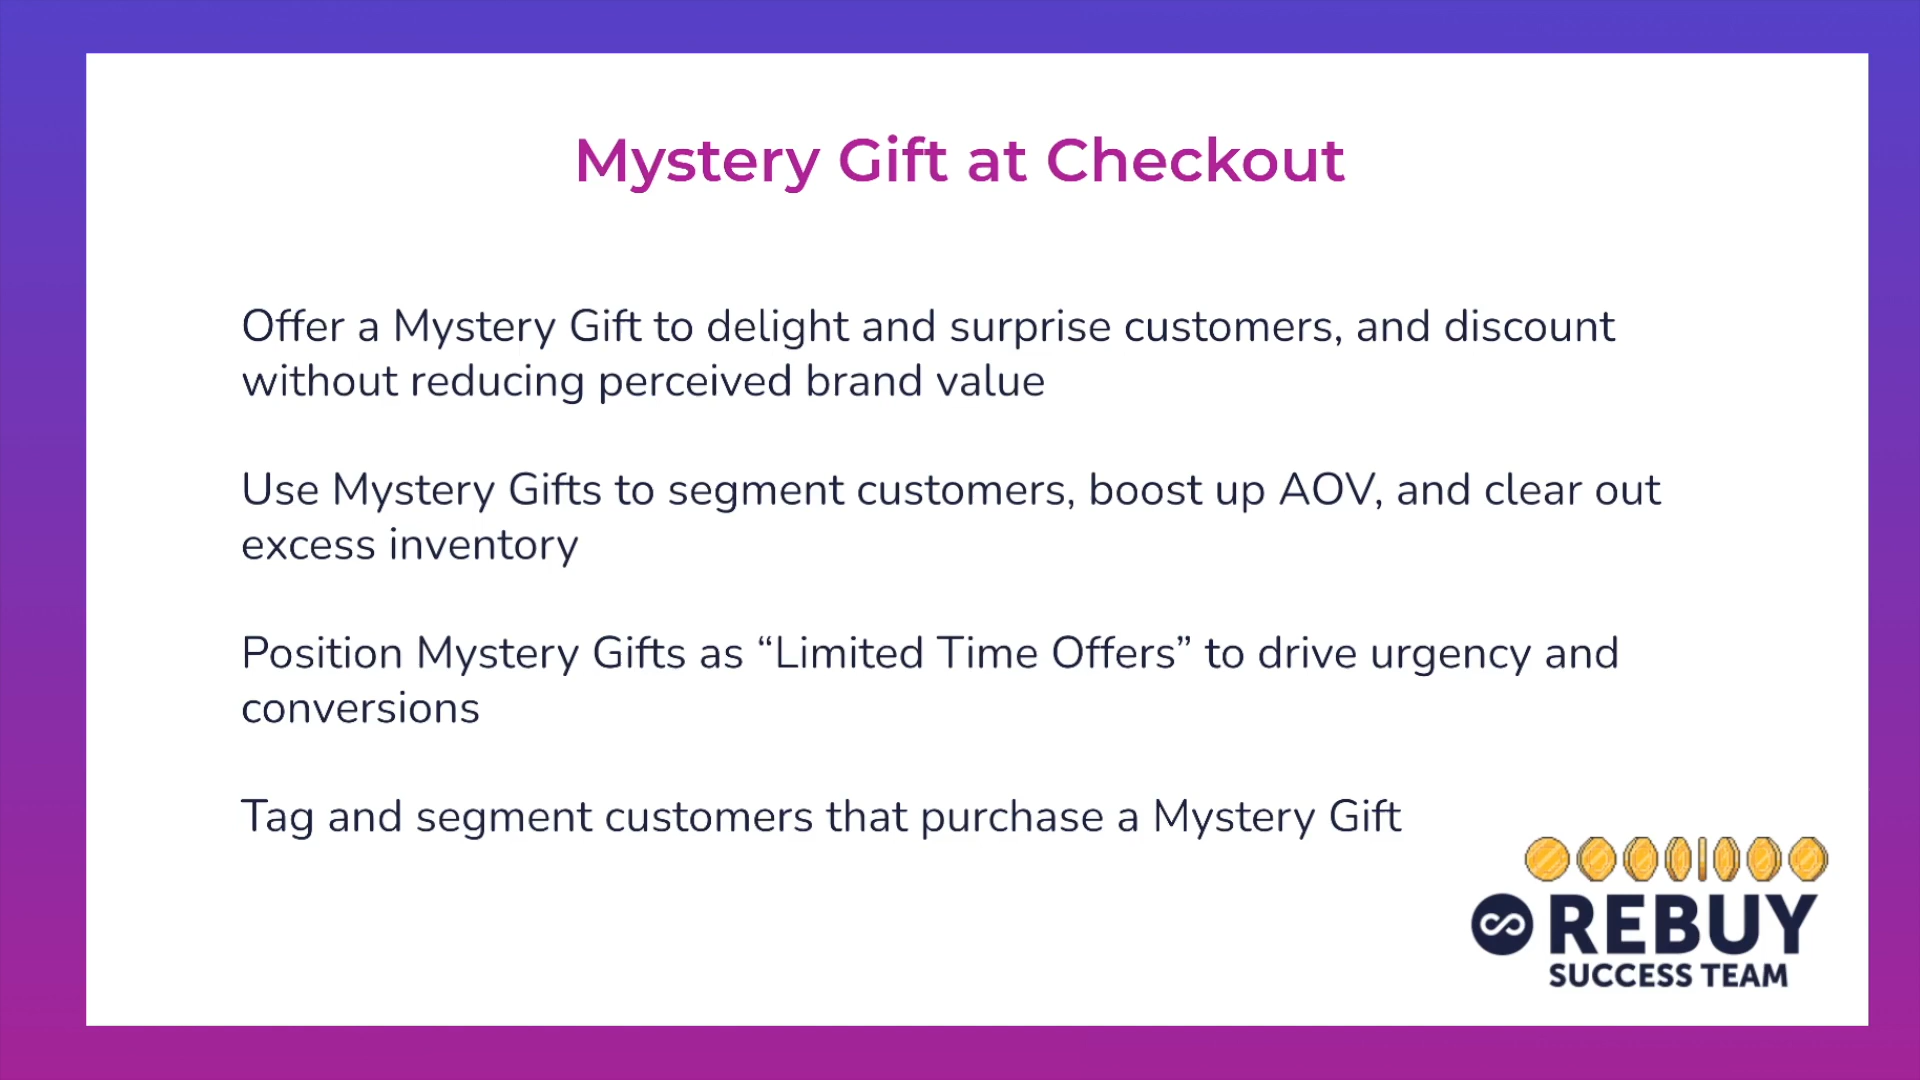 Mystery Gift at Checkout
Offer a Mystery Gift to delight and surprise customers, and discount
without reducing perceived brand value
Use Mystery Gifts to segment customers, boost up AOV, and clear out
excess inventory
Position Mystery Gifts as “Limited Time Offers” to drive urgency and
conversions
Tag and segment customers that purchase a Mystery Gift
REBUY
SUCCESS TEAM